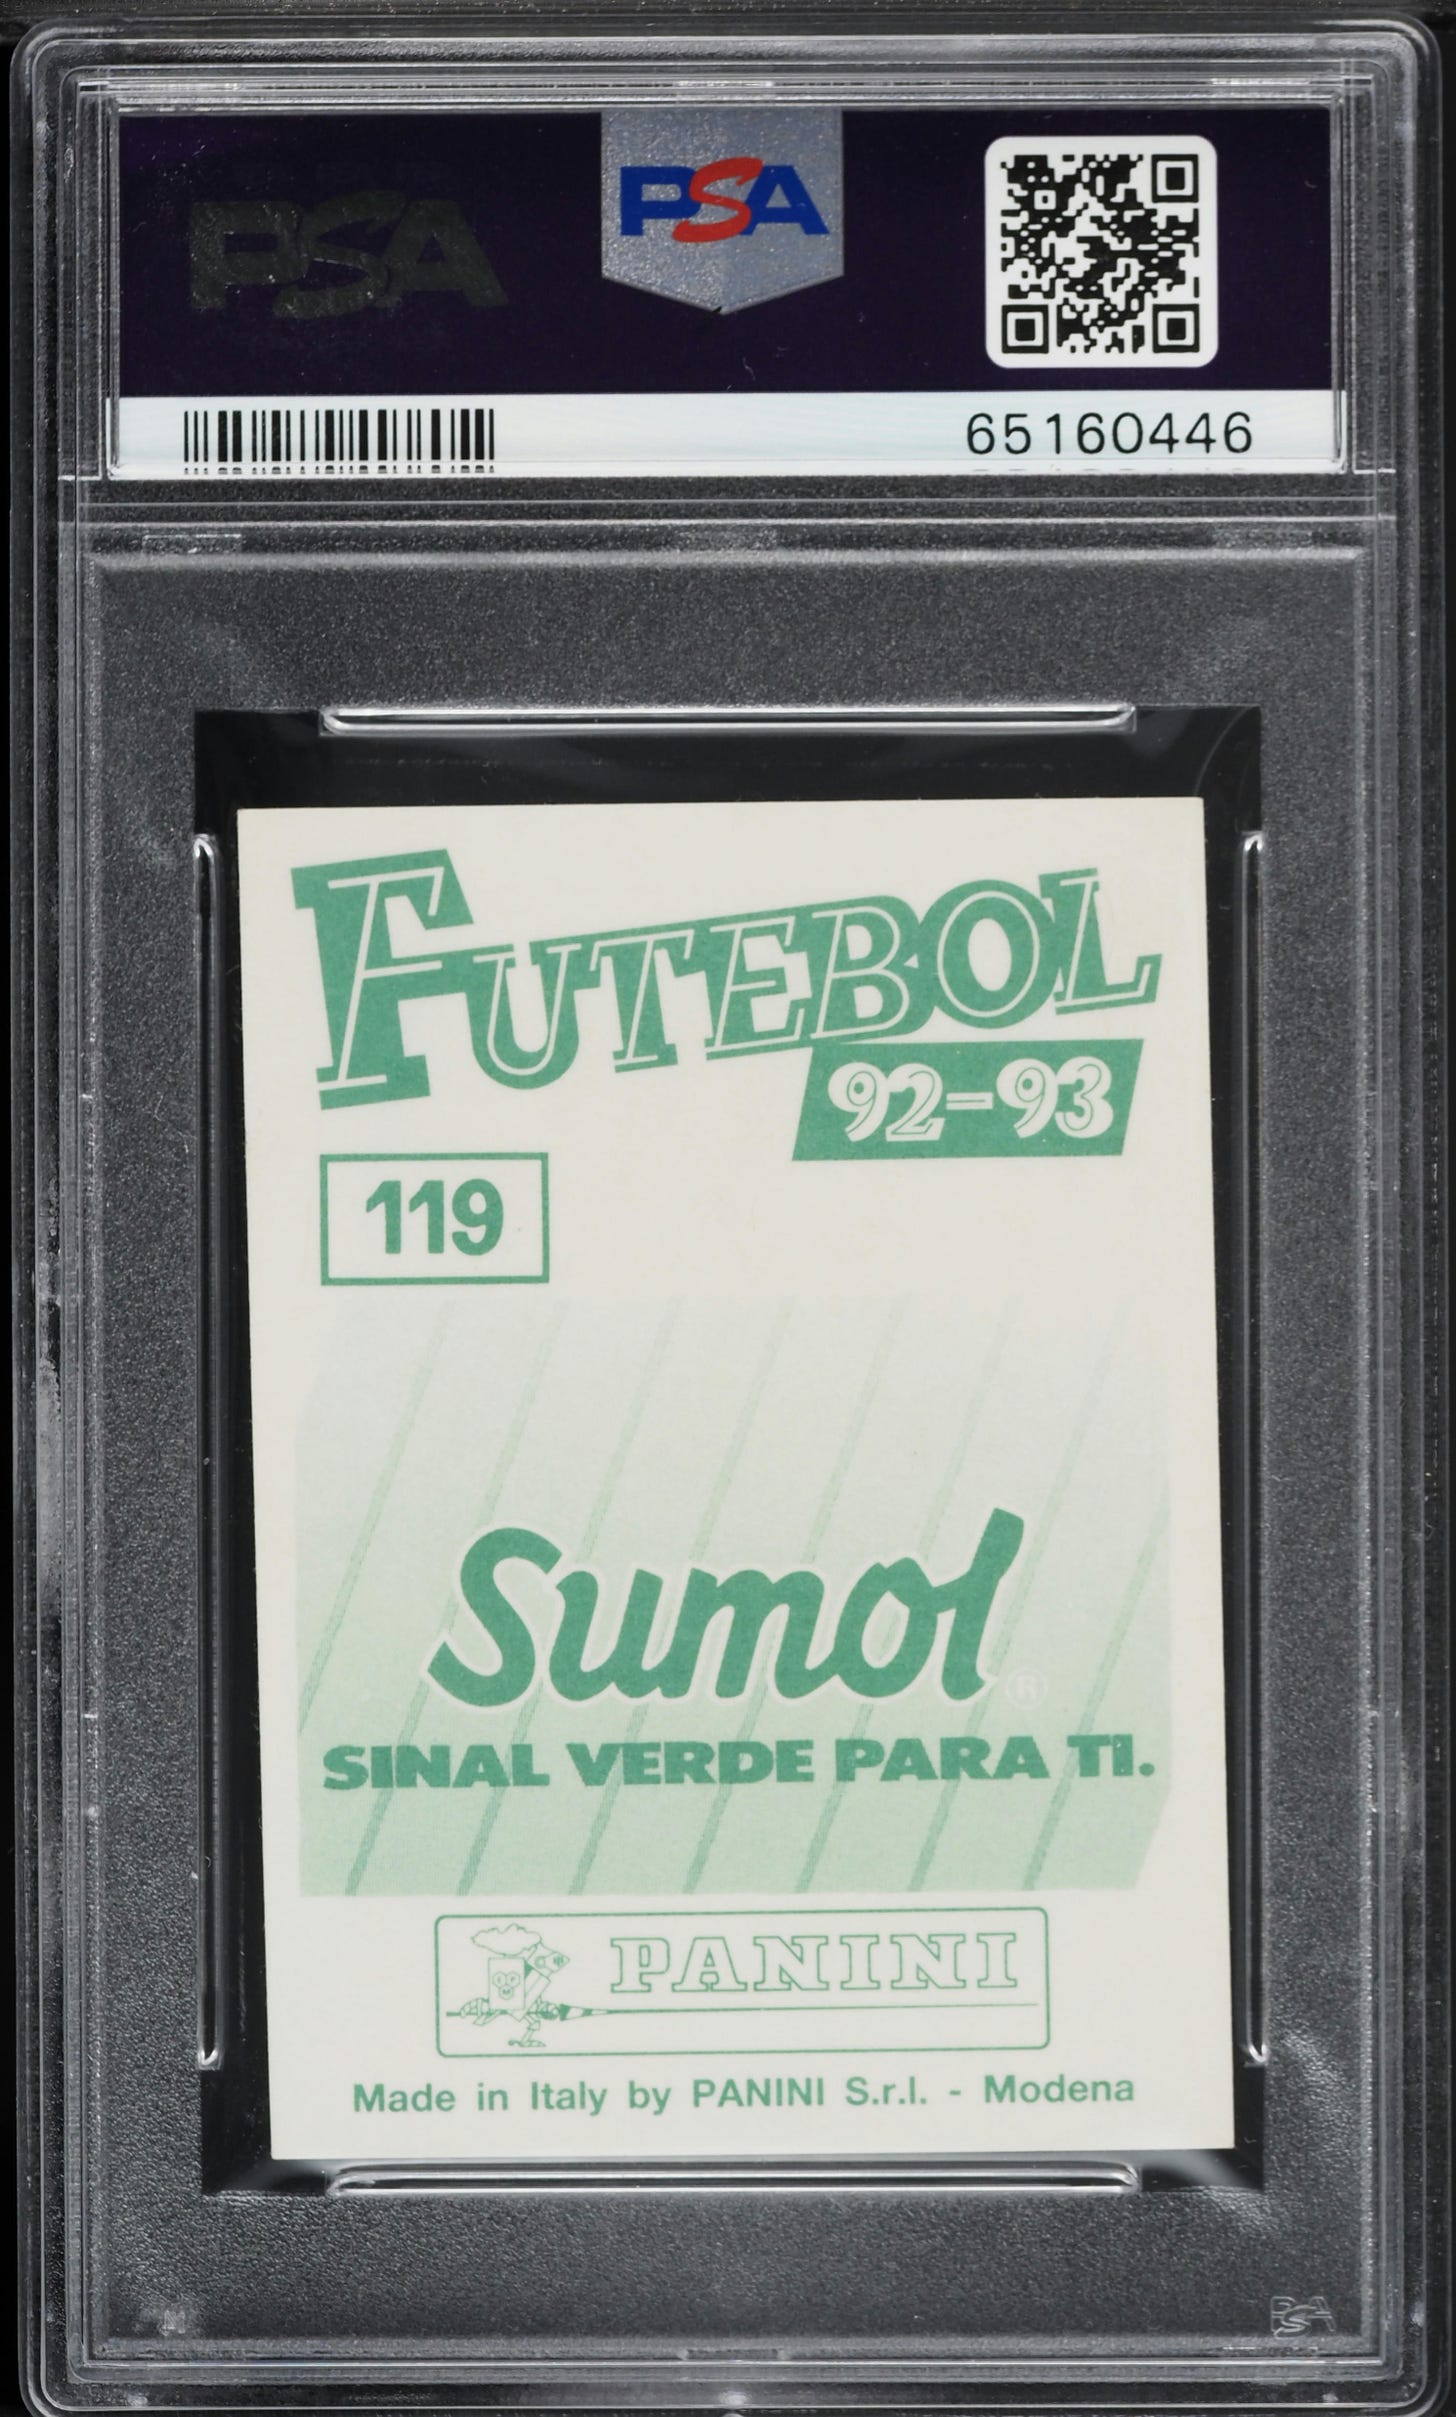 PSA
PSA
65160446
FUTEBOL
92-93
119
Sumol®
SINAL VERDE PARA TI.
PANINI
Made in Italy by PANINI S.r.l. - Modena
PSA